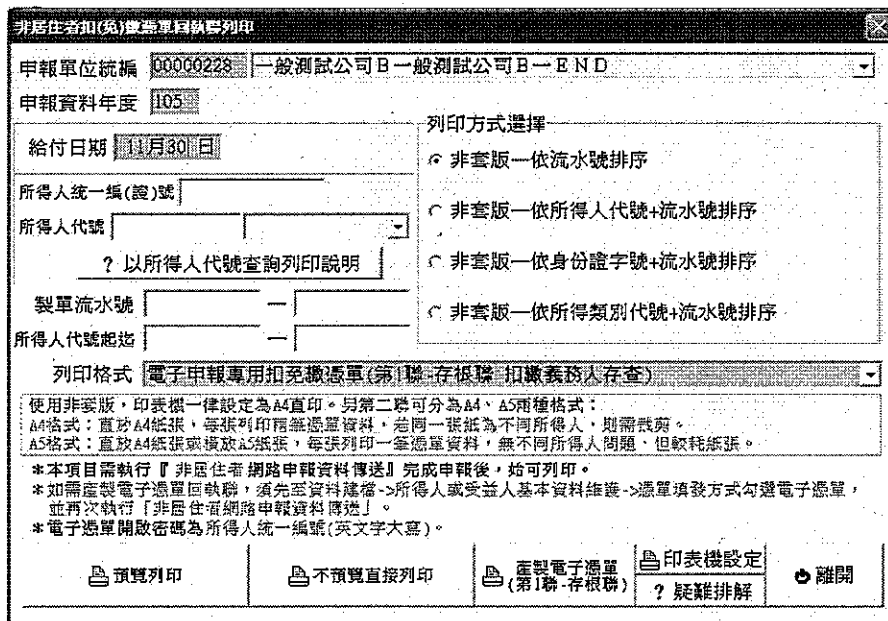 非居住者扣(免)繳憑單回執聯列印
申報單位統編 00000228 一般測試公司B一般測試公司B一END
申報資料年度 105
給付日期 11月30 日
所得人統一編(證)號
所得人代號
? 以所得人代號查詢列印說明
製單流水號 —
所得人代號起迄 —
列印方式選擇
非套版—依流水號排序
非套版—依所得人代號+流水號排序
非套版—依身份證字號+流水號排序
非套版—依所得類別代號+流水號排序
列印格式 電子申報專用扣免繳憑單(第1聯-存根聯 扣繳義務人存查)
使用非套版，印表機一律設定為A4直印。另第二聯可分為A4、A5兩種格式：
A4格式：直放A4紙張，每張列印兩筆憑單資料，若同一張紙為不同所得人，則需裁剪。
A5格式：直放A4紙張或橫放A5紙張，每張列印一筆憑單資料，無不同所得人問題、但較耗紙張。
*本項目需執行『 非居住者網路申報資料傳送』完成申報後，始可列印。
*如需產製電子憑單回執聯，須先至資料建檔->所得人或受益人基本資料維護->憑單填發方式勾選電子憑單，
並再次執行「非居住者網路申報資料傳送」。
*電子憑單開啟密碼為所得人統一編號(英文字大寫)。
預覽列印
不預覽直接列印
產製電子憑單
(第1聯-存根聯)
印表機設定
? 疑難排解
離開